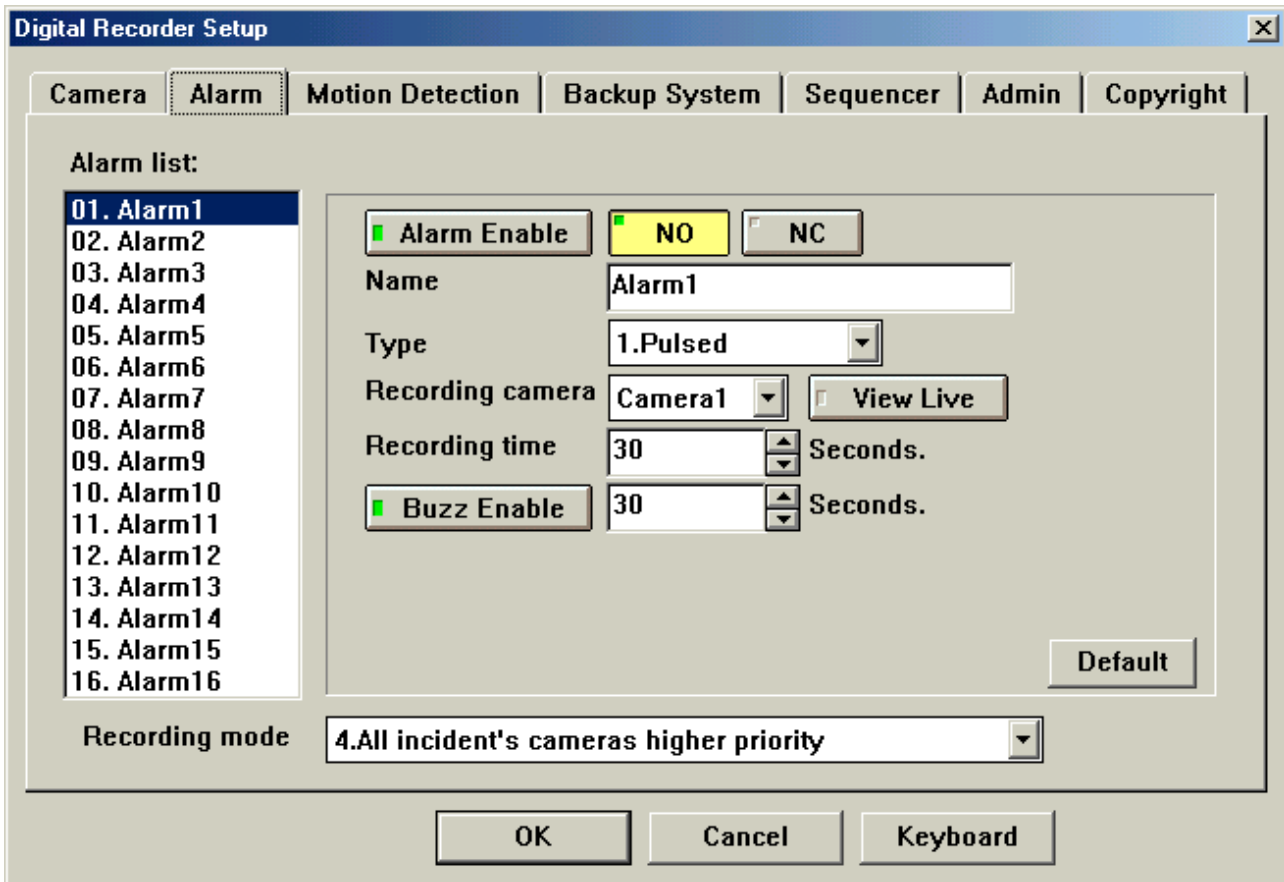 Digital Recorder Setup
Camera Alarm Motion Detection Backup System Sequencer Admin Copyright
Alarm list:
01. Alarm1
02. Alarm2
03. Alarm3
04. Alarm4
05. Alarm5
06. Alarm6
07. Alarm7
08. Alarm8
09. Alarm9
10. Alarm10
11. Alarm11
12. Alarm12
13. Alarm13
14. Alarm14
15. Alarm15
16. Alarm16
Alarm Enable NO NC
Name Alarm1
Type 1.Pulsed
Recording camera Camera1 View Live
Recording time 30 Seconds.
Buzz Enable 30 Seconds.
Default
Recording mode 4.All incident's cameras higher priority
OK Cancel Keyboard